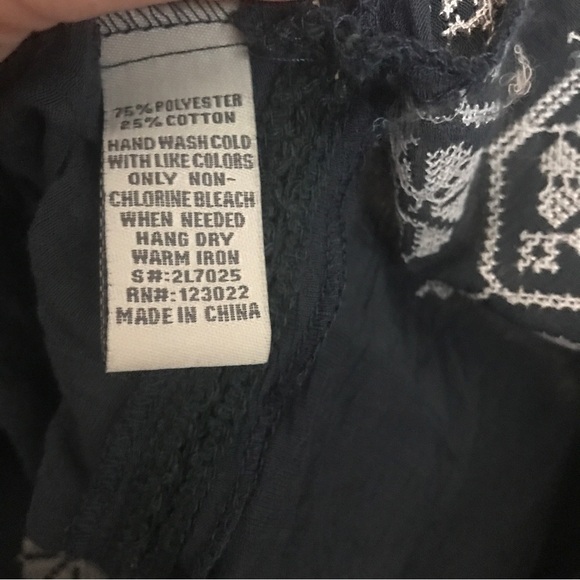 75% POLYESTER
25% COTTON
HAND WASH COLD
WITH LIKE COLORS
ONLY NON-
CHLORINE BLEACH
WHEN NEEDED
HANG DRY
WARM IRON
S#:2L7025
RN#:123022
MADE IN CHINA